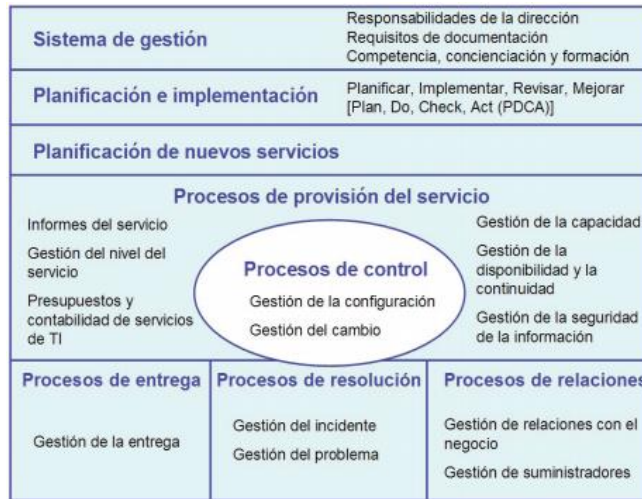 Sistema de gestión
Responsabilidades de la dirección
Requisitos de documentación
Competencia, concienciación y formación
Planificación e implementación
Planificar, Implementar, Revisar, Mejorar
[Plan, Do, Check, Act (PDCA)]
Planificación de nuevos servicios
Procesos de provisión del servicio
Informes del servicio
Gestión del nivel del
servicio
Presupuestos y
contabilidad de servicios
de TI
Procesos de control
Gestión de la configuración
Gestión del cambio
Gestión de la capacidad
Gestión de la
disponibilidad y la
continuidad
Gestión de la seguridad
de la información
Procesos de entrega
Gestión de la entrega
Procesos de resolución
Gestión del incidente
Gestión del problema
Procesos de relaciones
Gestión de relaciones con el
negocio
Gestión de suministradores